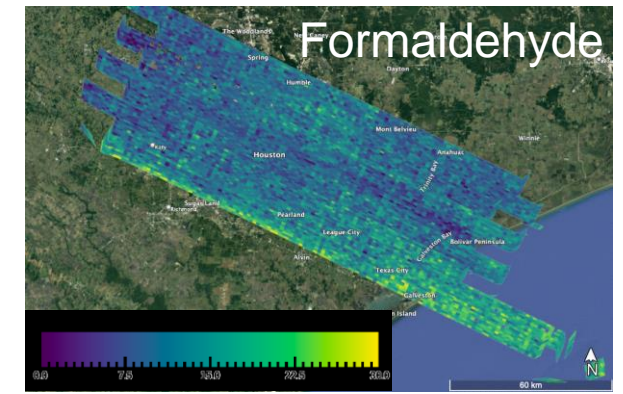 Formaldehyde
The Woodlands
Spring
Dayton
Humble
Mont Belvieu
Winnie
Anahuac
Katy
Houston
Trinity Bay
Sugar Land
Richmond
Pearland
League City
Galveston Bay
Bolivar Peninsula
Alvin
Texas City
Galveston
n Island
0.0 7.5 15.0 22.5 30.0
N
60 km